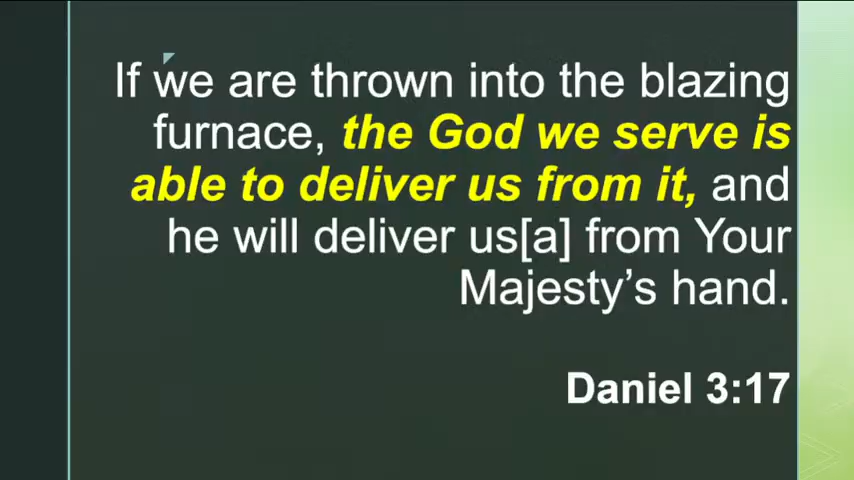 If we are thrown into the blazing
furnace, the God we serve is
able to deliver us from it, and
he will deliver us[a] from Your
Majesty’s hand.
Daniel 3:17